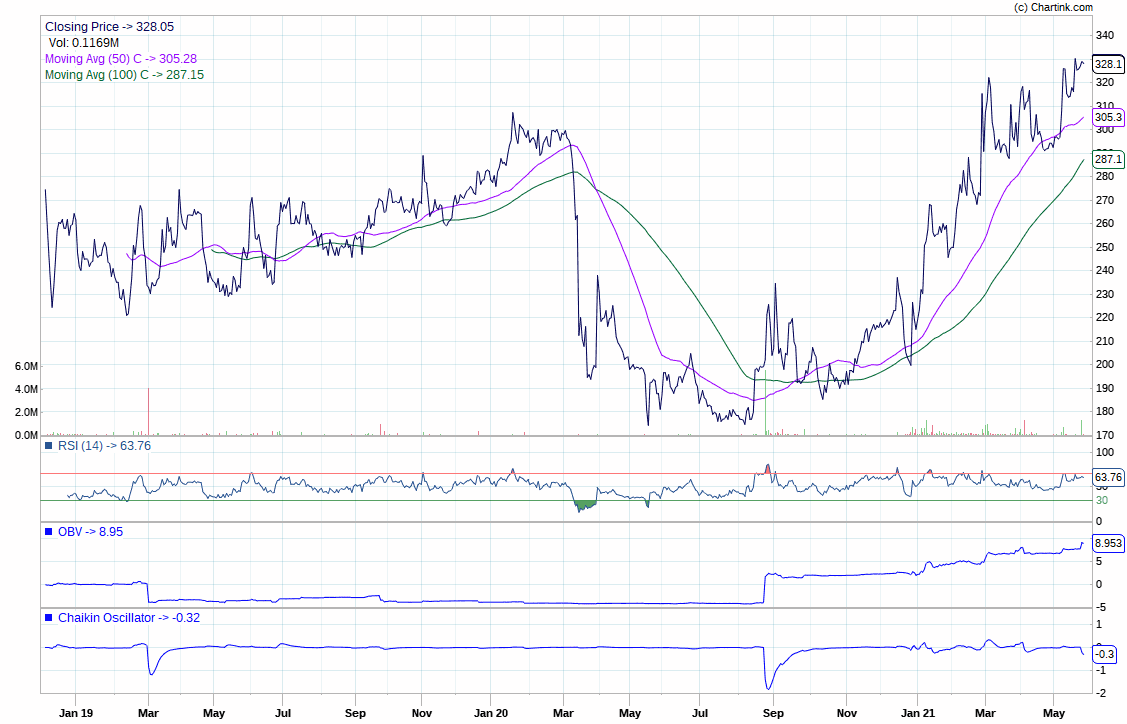 (c) Chartink.com
Closing Price -> 328.05
Vol: 0.1169M
Moving Avg (50) C -> 305.28
Moving Avg (100) C -> 287.15
340
328.1
320
310
305.3
300
287.1
280
270
260
250
240
230
220
210
200
190
180
170
6.0M
4.0M
2.0M
0.0M
RSI (14) -> 63.76
100
63.76
50
30
0
OBV -> 8.95
8.953
5
0
-5
Chaikin Oscillator -> -0.32
1
-0.3
-1
-2
Jan 19 Mar May Jul Sep Nov Jan 20 Mar May Jul Sep Nov Jan 21 Mar May